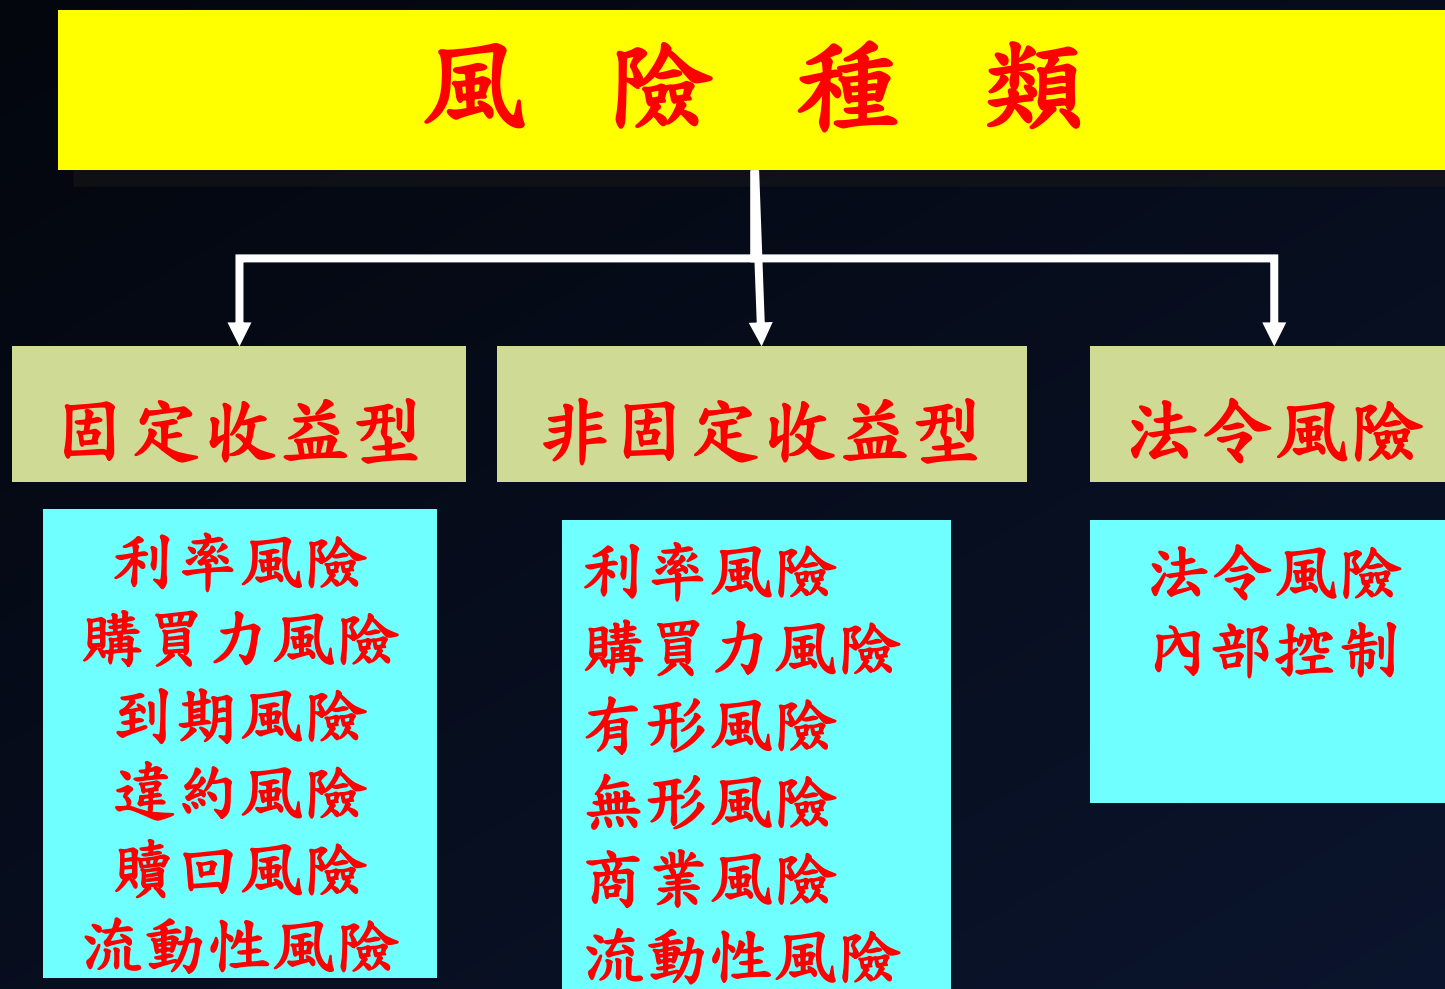 風 險 種 類
固定收益型
利率風險
購買力風險
到期風險
違約風險
贖回風險
流動性風險
非固定收益型
利率風險
購買力風險
有形風險
無形風險
商業風險
流動性風險
法令風險
法令風險
內部控制